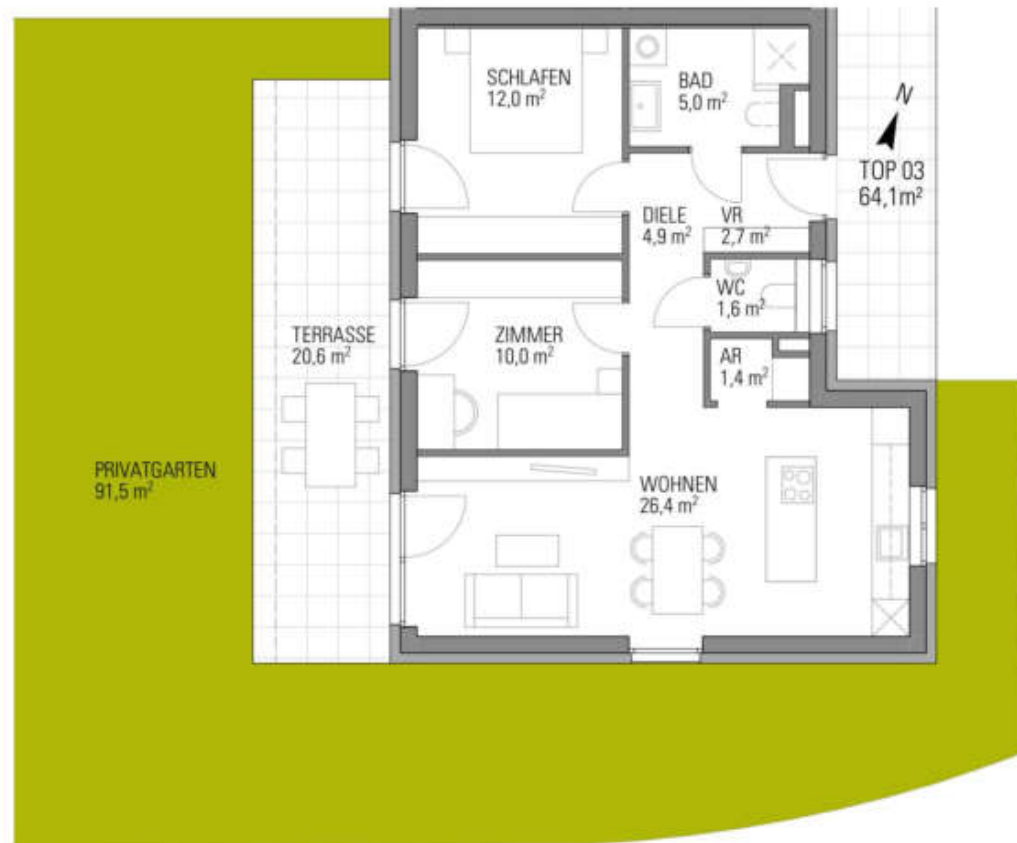 SCHLAFEN
12,0 m²
BAD
5,0 m²
N
TOP 03
64,1m²
DIELE
4,9 m²
VR
2,7 m²
WC
1,6 m²
TERRASSE
20,6 m²
ZIMMER
10,0 m²
AR
1,4 m²
PRIVATGARTEN
91,5 m²
WOHNEN
26,4 m²